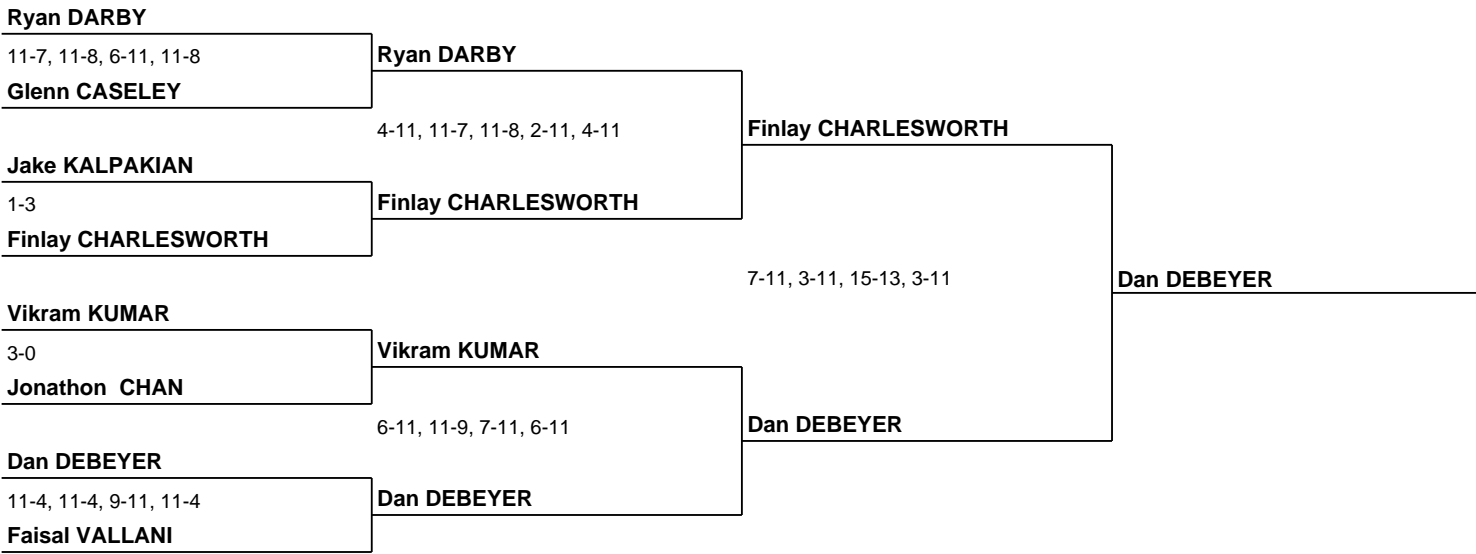 Ryan DARBY
11-7, 11-8, 6-11, 11-8
Glenn CASELEY
Ryan DARBY
4-11, 11-7, 11-8, 2-11, 4-11
Jake KALPAKIAN
1-3
Finlay CHARLESWORTH
Finlay CHARLESWORTH
Finlay CHARLESWORTH
7-11, 3-11, 15-13, 3-11
Vikram KUMAR
3-0
Jonathon  CHAN
Vikram KUMAR
6-11, 11-9, 7-11, 6-11
Dan DEBEYER
11-4, 11-4, 9-11, 11-4
Faisal VALLANI
Dan DEBEYER
Dan DEBEYER
Dan DEBEYER